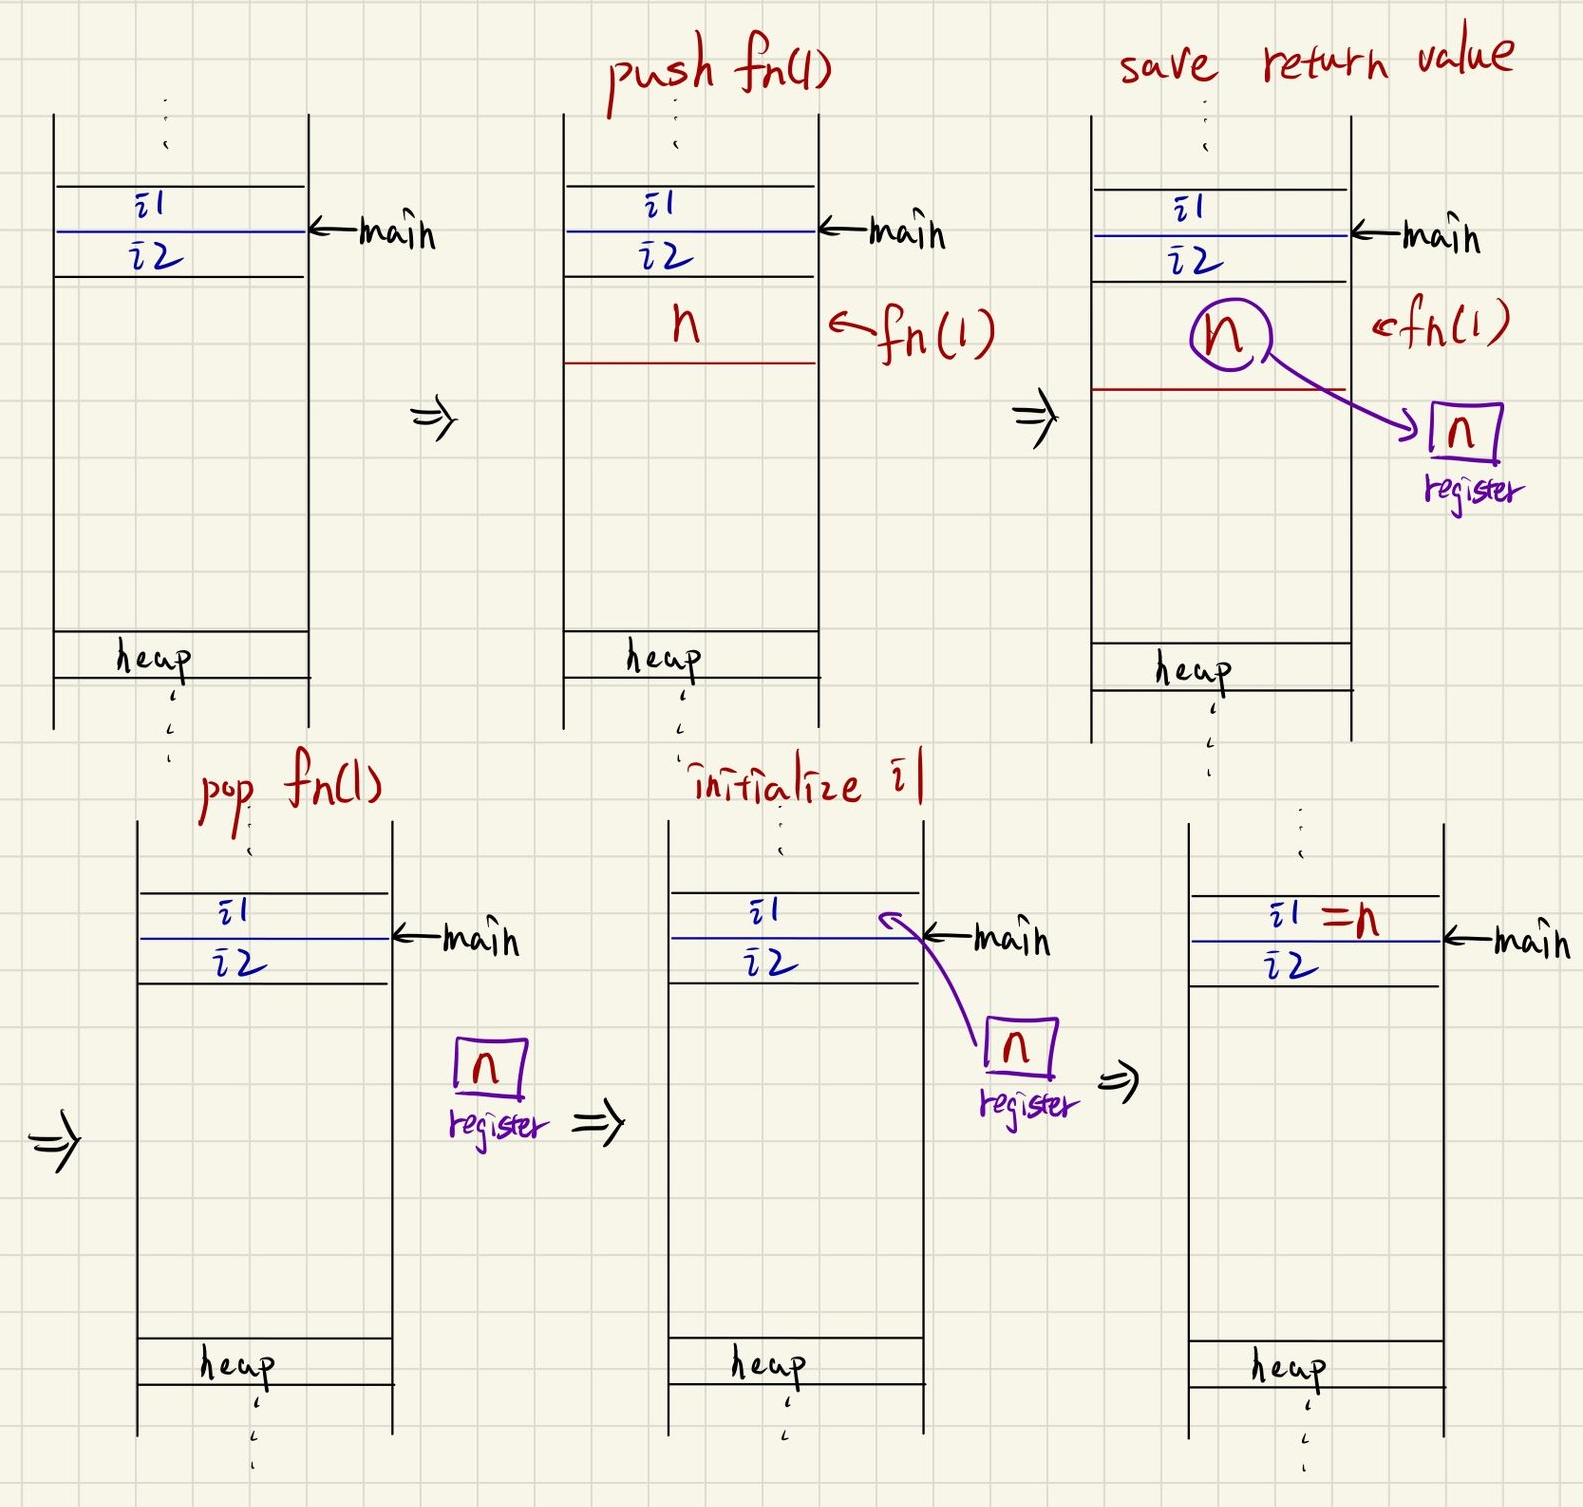 push fn(1)
save return value
i1
i2
← main
heap
⇒
i1
i2
← main
n
← fn(1)
heap
⇒
i1
i2
← main
n
← fn(1)
n
register
heap
pop fn(1)
initialize i1
⇒
i1
i2
← main
n
register
heap
⇒
i1
i2
← main
n
register
heap
⇒
i1 = n
i2
← main
heap